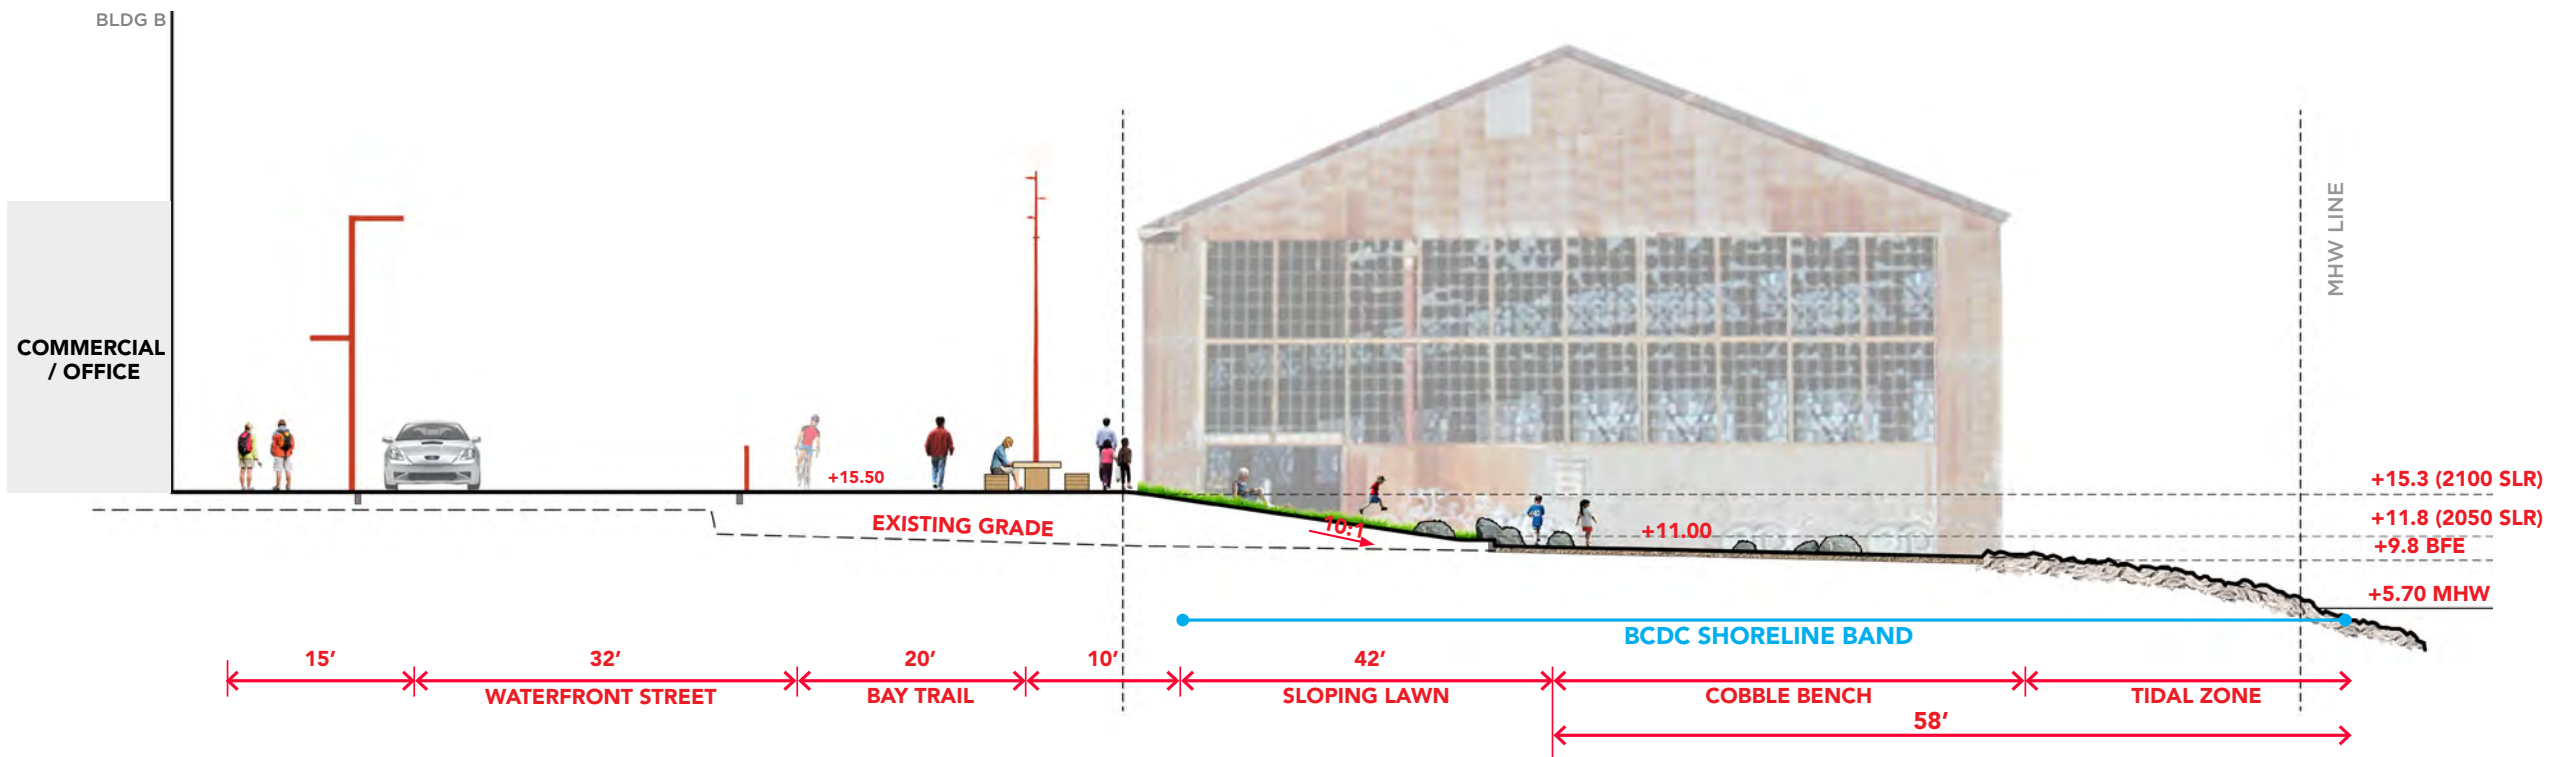 BLDG B
COMMERCIAL
/ OFFICE
MHW LINE
+15.50
EXISTING GRADE
10:1
+11.00
+15.3 (2100 SLR)
+11.8 (2050 SLR)
+9.8 BFE
+5.70 MHW
BCDC SHORELINE BAND
15’
32’
20’
10’
42’
WATERFRONT STREET
BAY TRAIL
SLOPING LAWN
COBBLE BENCH
TIDAL ZONE
58’